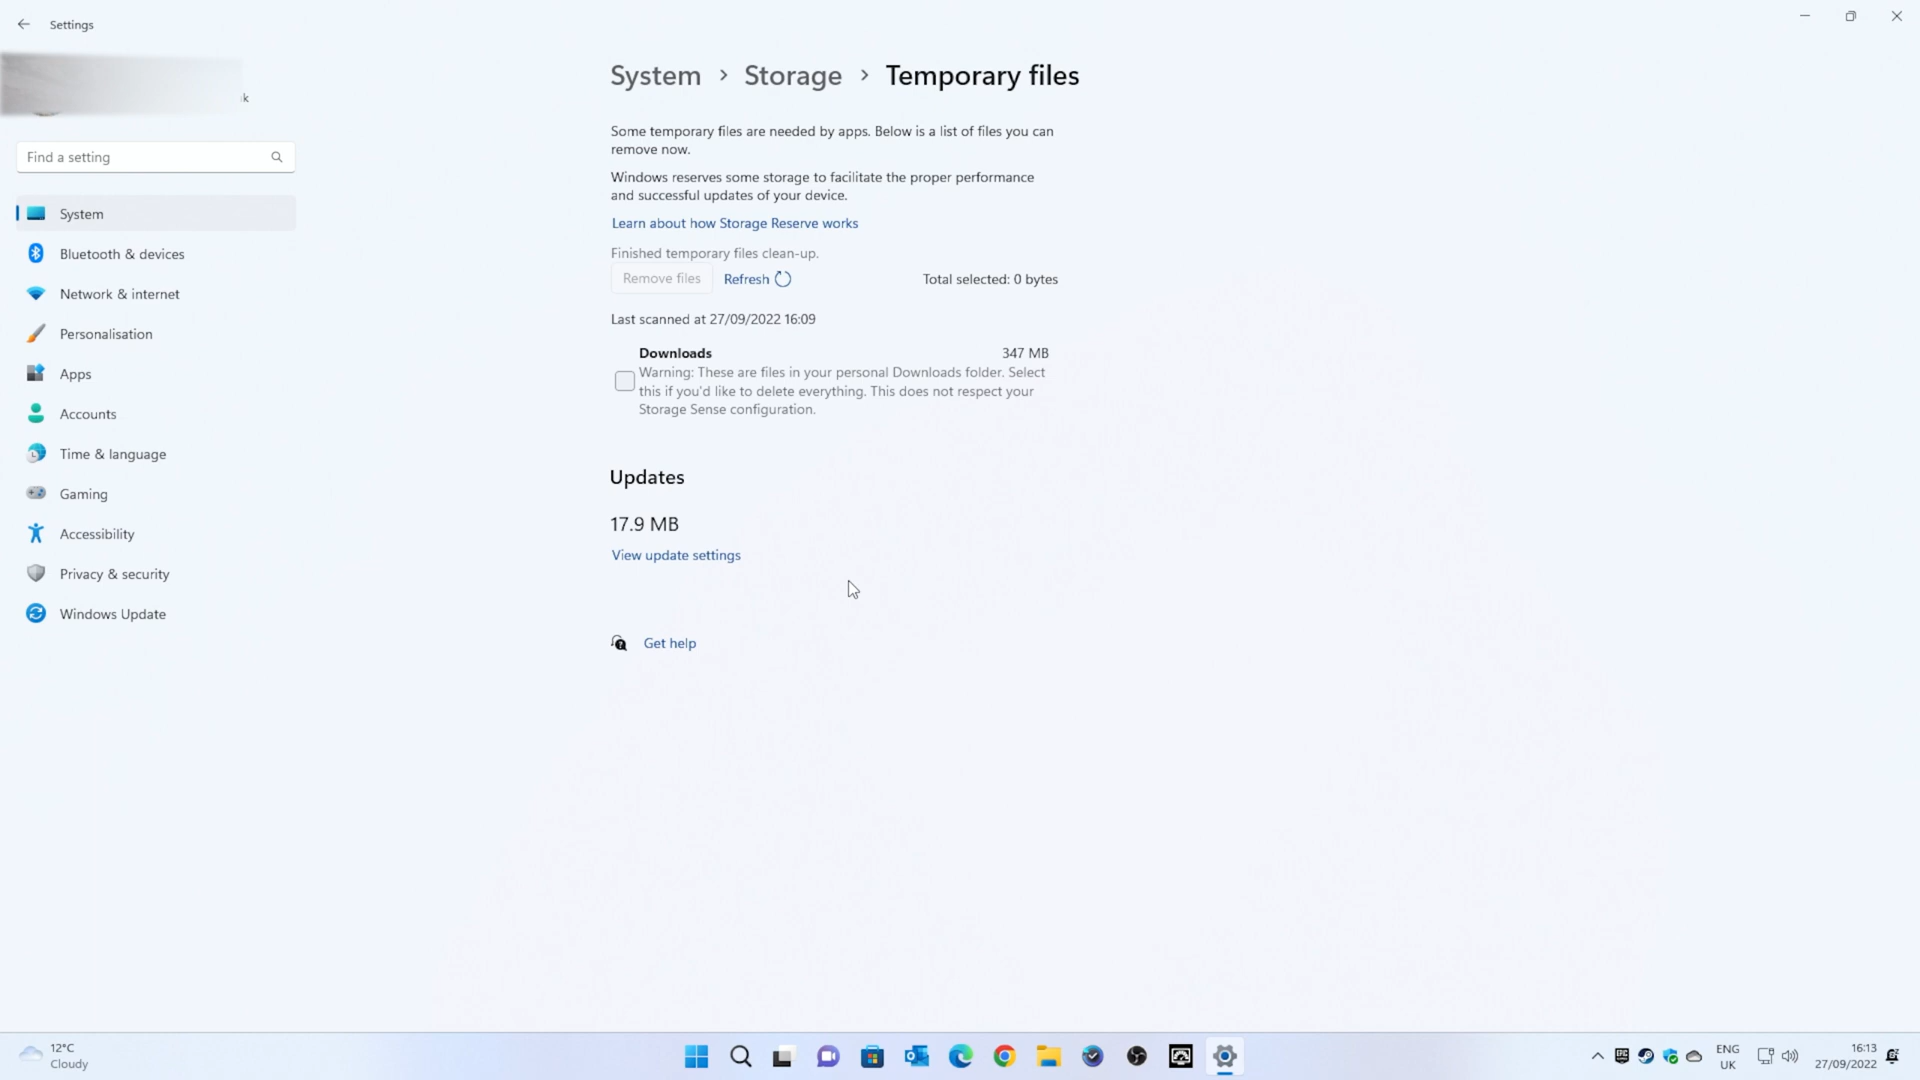 Settings
k
Find a setting
System
Bluetooth & devices
Network & internet
Personalisation
Apps
Accounts
Time & language
Gaming
Accessibility
Privacy & security
Windows Update
System > Storage > Temporary files
Some temporary files are needed by apps. Below is a list of files you can
remove now.
Windows reserves some storage to facilitate the proper performance
and successful updates of your device.
Learn about how Storage Reserve works
Finished temporary files clean-up.
Remove files Refresh Total selected: 0 bytes
Last scanned at 27/09/2022 16:09
Downloads 347 MB
Warning: These are files in your personal Downloads folder. Select
this if you'd like to delete everything. This does not respect your
Storage Sense configuration.
Updates
17.9 MB
View update settings
Get help
12°C
Cloudy
ENG
UK
16:13
27/09/2022